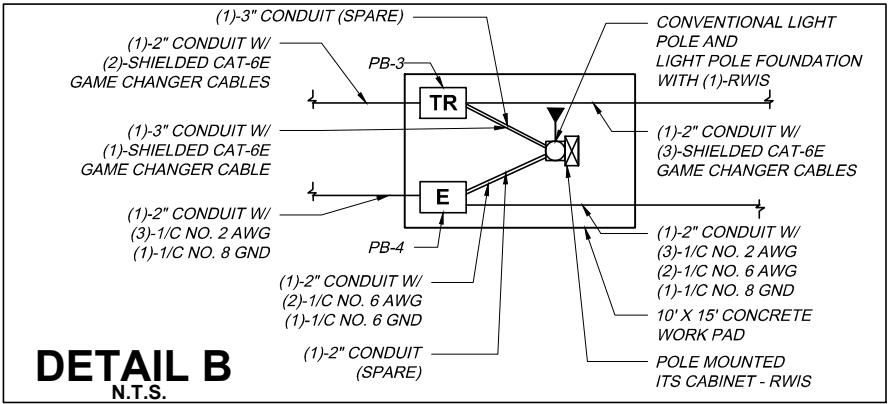 (1)-3" CONDUIT (SPARE)
(1)-2" CONDUIT W/
(2)-SHIELDED CAT-6E
GAME CHANGER CABLES
PB-3
CONVENTIONAL LIGHT
POLE AND
LIGHT POLE FOUNDATION
WITH (1)-RWIS
TR
(1)-3" CONDUIT W/
(1)-SHIELDED CAT-6E
GAME CHANGER CABLE
(1)-2" CONDUIT W/
(3)-SHIELDED CAT-6E
GAME CHANGER CABLES
E
(1)-2" CONDUIT W/
(3)-1/C NO. 2 AWG
(1)-1/C NO. 8 GND
PB-4
(1)-2" CONDUIT W/
(3)-1/C NO. 2 AWG
(2)-1/C NO. 6 AWG
(1)-1/C NO. 8 GND
(1)-2" CONDUIT W/
(2)-1/C NO. 6 AWG
(1)-1/C NO. 6 GND
10' X 15' CONCRETE
WORK PAD
(1)-2" CONDUIT
(SPARE)
POLE MOUNTED
ITS CABINET - RWIS
DETAIL B
N.T.S.